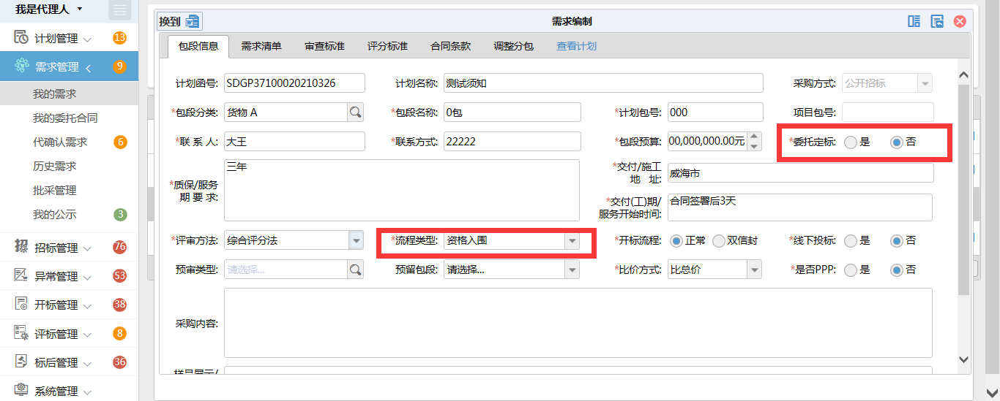 我是代理人
计划管理 13
需求管理 9
我的需求
我的委托合同
代确认需求 6
历史需求
批采管理
我的公示 3
招标管理 76
异常管理 53
开标管理 38
评标管理 8
标后管理 36
系统管理
换到
需求编制
包段信息 需求清单 审查标准 评分标准 合同条款 调整分包 查看计划
计划函号: SDGP37100020210326 计划名称: 测试须知 采购方式: 公开招标
*包段分类: 货物 A *包段名称: 0包 *计划包号: 000 项目包号:
*联 系 人: 大王 *联系方式: 22222 *包段预算: 00,000,000.00元 *委托定标: 是 否
*质保/服务
期 要 求: 三年
*交付/施工
地 址: 威海市
*交付(工)期/
服务开始时间: 合同签署后3天
*评审方法: 综合评分法 *流程类型: 资格入围 *开标流程: 正常 双信封 *线下投标: 是 否
预审类型: 请选择... 预留包段: 请选择... *比价方式: 比总价 *是否PPP: 是 否
采购内容:
样品展示/